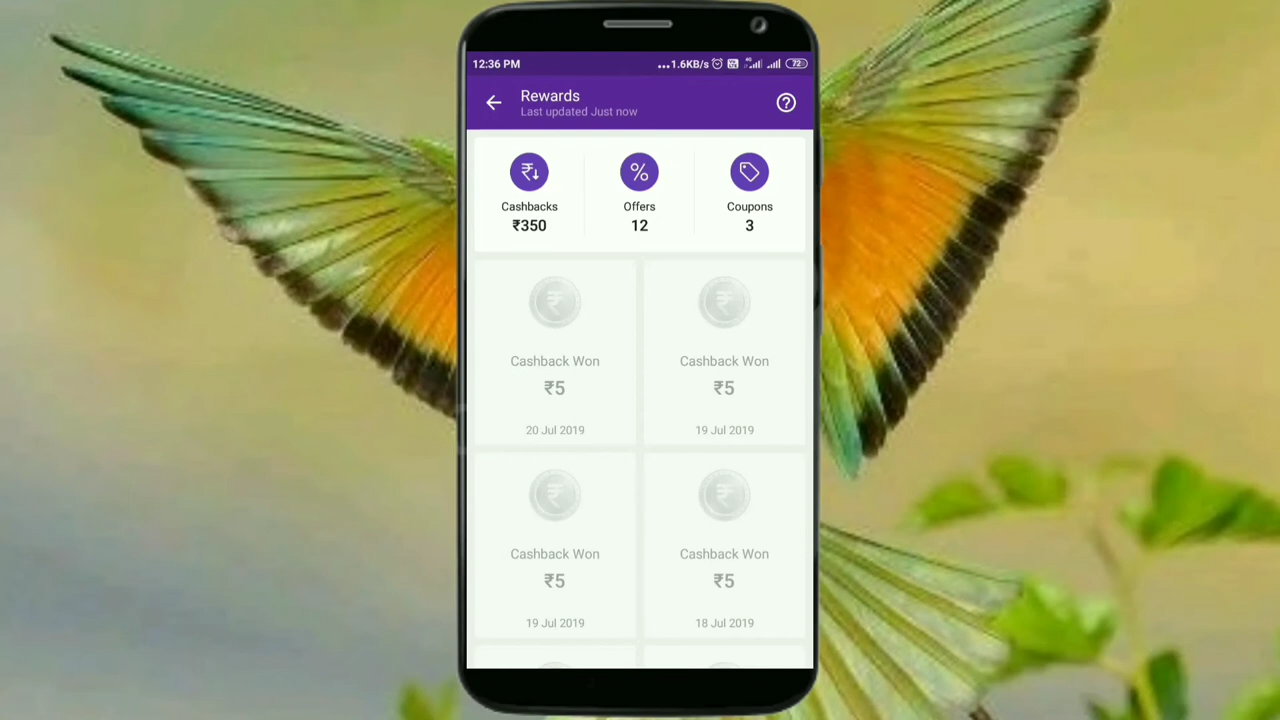 12:36 PM
...1.6KB/s
4G
72
Rewards
Last updated Just now
Cashbacks
₹350
Offers
12
Coupons
3
Cashback Won
₹5
20 Jul 2019
Cashback Won
₹5
19 Jul 2019
Cashback Won
₹5
19 Jul 2019
Cashback Won
₹5
18 Jul 2019